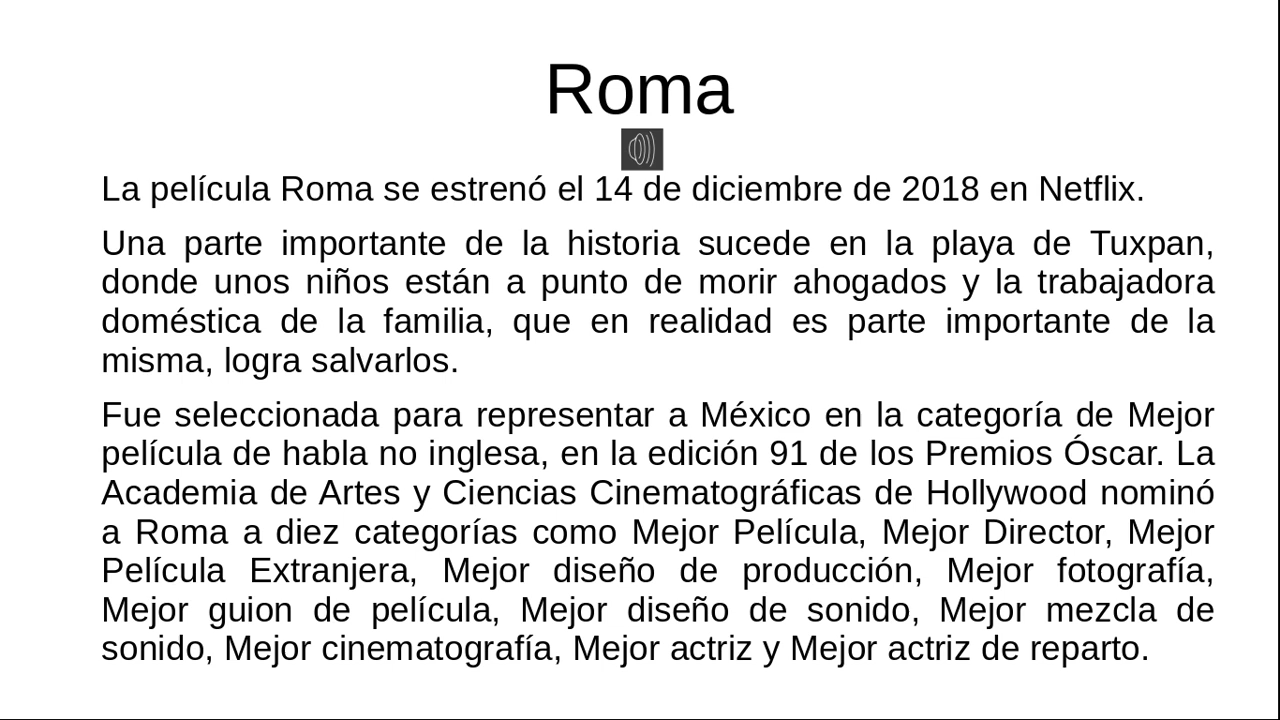 Roma
La película Roma se estrenó el 14 de diciembre de 2018 en Netflix.
Una parte importante de la historia sucede en la playa de Tuxpan,
donde unos niños están a punto de morir ahogados y la trabajadora
doméstica de la familia, que en realidad es parte importante de la
misma, logra salvarlos.
Fue seleccionada para representar a México en la categoría de Mejor
película de habla no inglesa, en la edición 91 de los Premios Óscar. La
Academia de Artes y Ciencias Cinematográficas de Hollywood nominó
a Roma a diez categorías como Mejor Película, Mejor Director, Mejor
Película Extranjera, Mejor diseño de producción, Mejor fotografía,
Mejor guion de película, Mejor diseño de sonido, Mejor mezcla de
sonido, Mejor cinematografía, Mejor actriz y Mejor actriz de reparto.